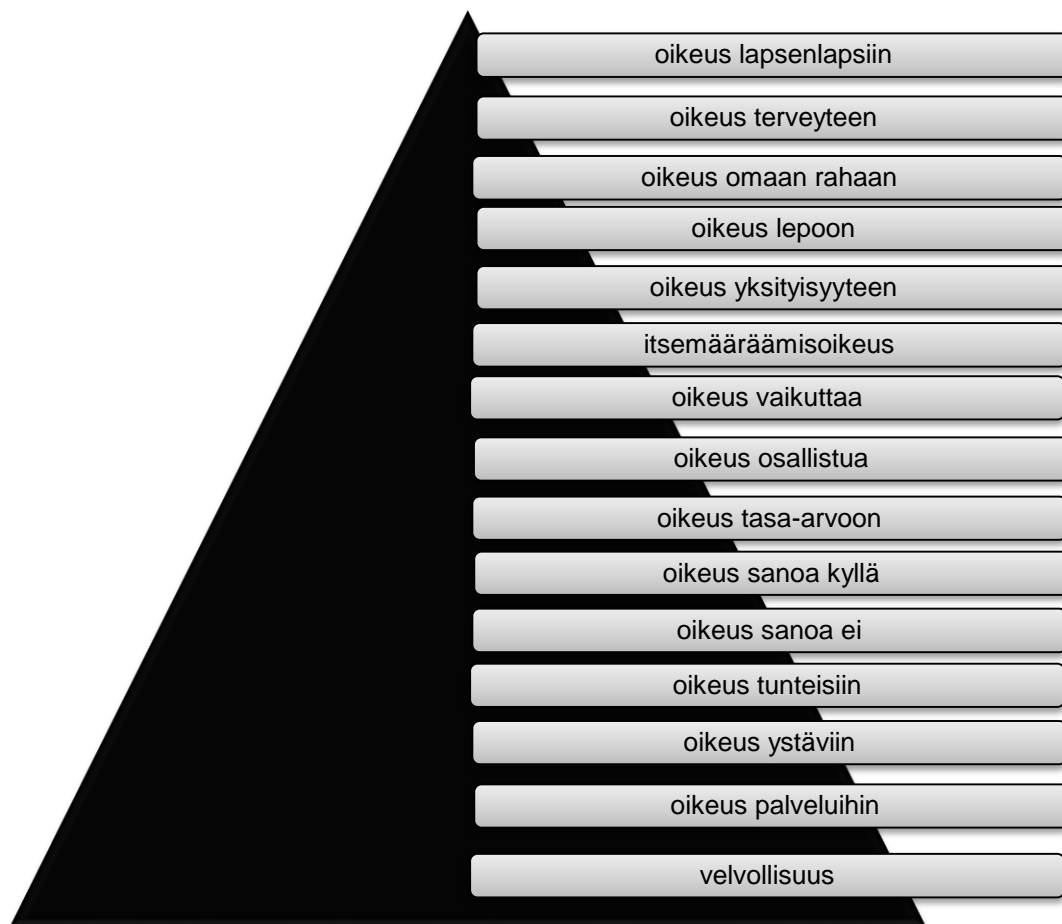 oikeus lapsenlapsiin
oikeus terveyteen
oikeus omaan rahaan
oikeus lepoon
oikeus yksityisyyteen
itsemääräämisoikeus
oikeus vaikuttaa
oikeus osallistua
oikeus tasa-arvoon
oikeus sanoa kyllä
oikeus sanoa ei
oikeus tunteisiin
oikeus ystäviin
oikeus palveluihin
velvollisuus